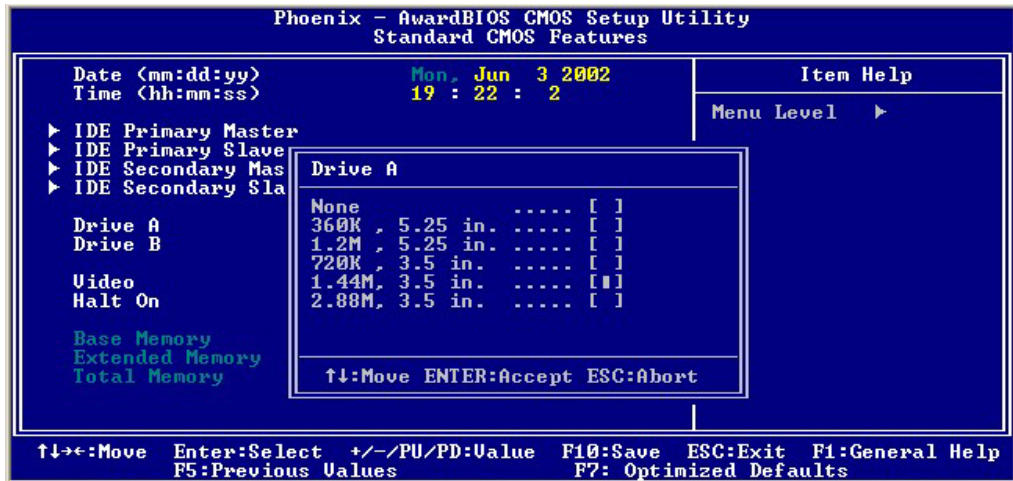 Phoenix - AwardBIOS CMOS Setup Utility
Standard CMOS Features
Date (mm:dd:yy) Mon, Jun 3 2002
Time (hh:mm:ss) 19 : 22 : 2
Item Help
Menu Level ►
► IDE Primary Master
► IDE Primary Slave
► IDE Secondary Mas
► IDE Secondary Sla
Drive A
Drive B
Video
Halt On
Base Memory
Extended Memory
Total Memory
Drive A
None ..... [ ]
360K , 5.25 in. ..... [ ]
1.2M , 5.25 in. ..... [ ]
720K , 3.5 in. ..... [ ]
1.44M, 3.5 in. ..... [▮]
2.88M, 3.5 in. ..... [ ]
↑↓:Move ENTER:Accept ESC:Abort
↑↓→←:Move Enter:Select +/-/PU/PD:Value F10:Save ESC:Exit F1:General Help
F5:Previous Values F7: Optimized Defaults